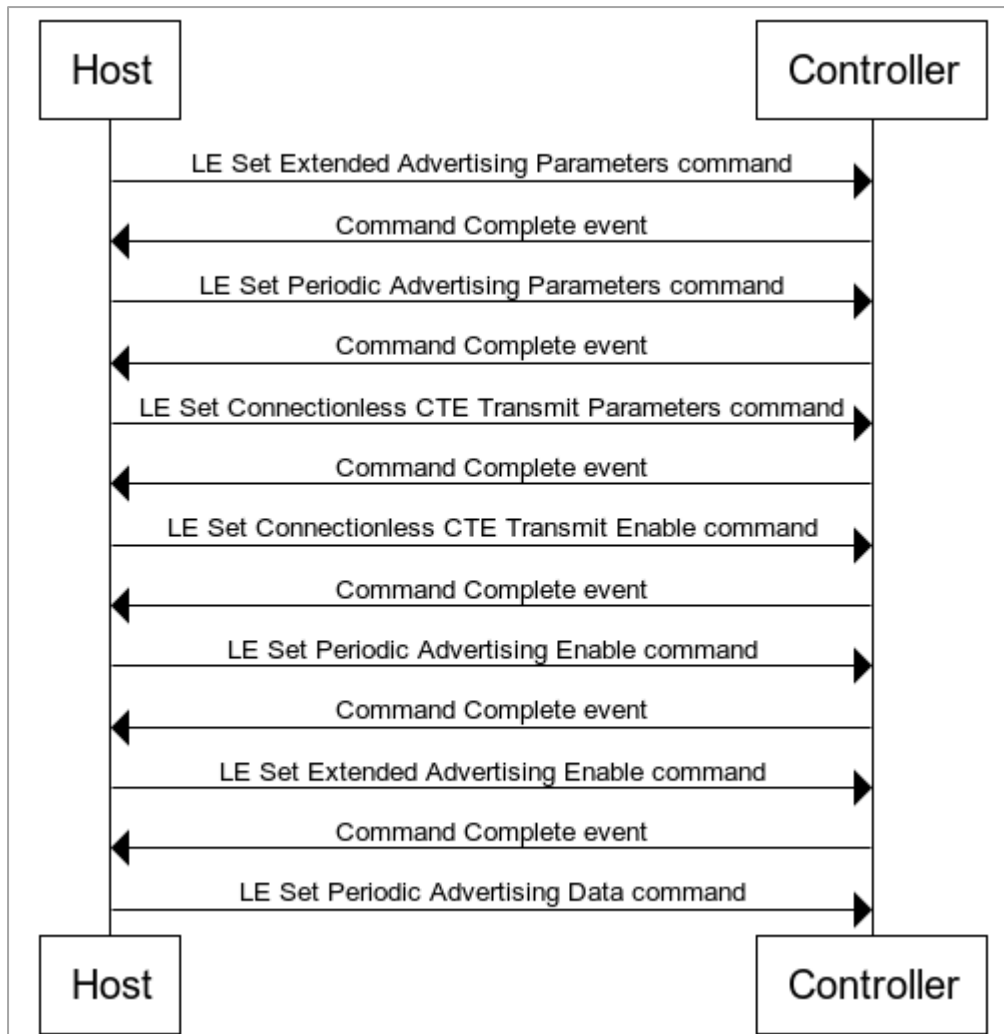 Host
Controller
LE Set Extended Advertising Parameters command
Command Complete event
LE Set Periodic Advertising Parameters command
Command Complete event
LE Set Connectionless CTE Transmit Parameters command
Command Complete event
LE Set Connectionless CTE Transmit Enable command
Command Complete event
LE Set Periodic Advertising Enable command
Command Complete event
LE Set Extended Advertising Enable command
Command Complete event
LE Set Periodic Advertising Data command
Host
Controller